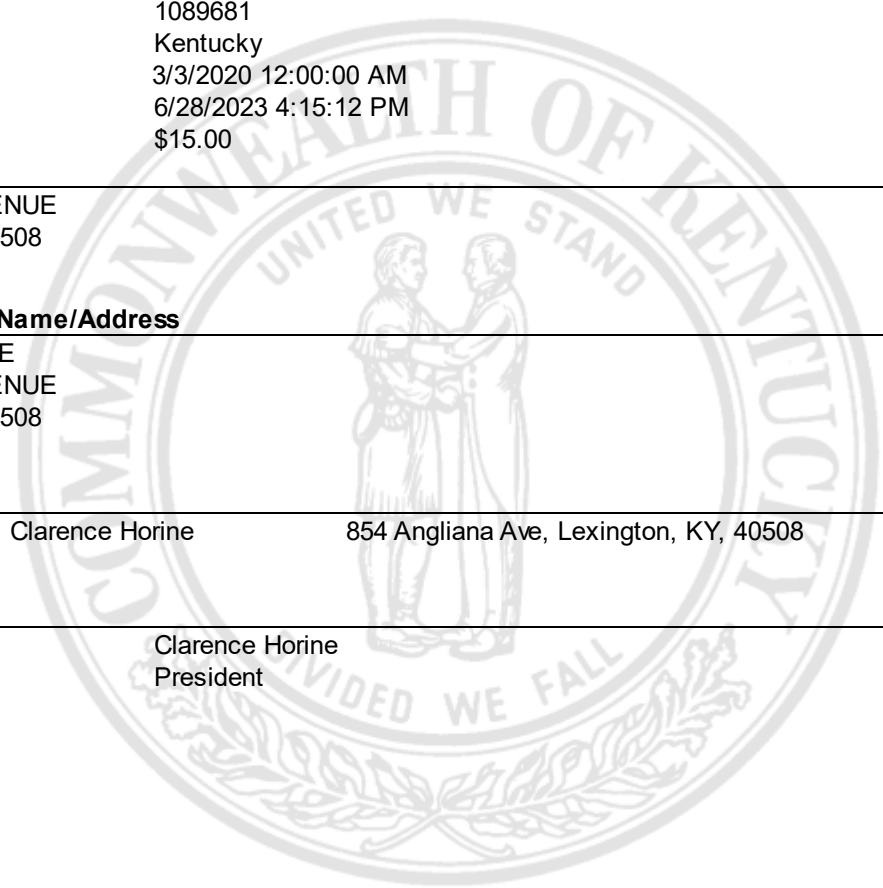 1089681
Kentucky
3/3/2020 12:00:00 AM
6/28/2023 4:15:12 PM
$15.00
ENUE
508
Name/Address
E
ENUE
508
Clarence Horine 854 Angliana Ave, Lexington, KY, 40508
Clarence Horine
President
COMMONWEALTH OF KENTUCKY
UNITED WE STAND
DIVIDED WE FALL